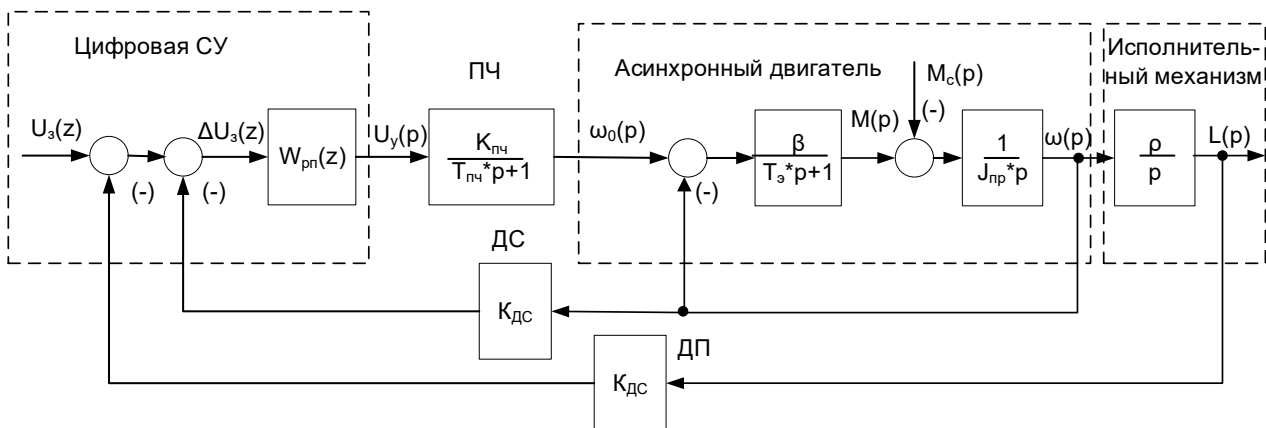 Цифровая СУ
ПЧ
Асинхронный двигатель
Исполнитель-
ный механизм
Uз(z)
(-)
ΔUз(z)
(-)
Wрп(z)
Uу(p)
Kпч
Tпч*p+1
ω0(p)
(-)
β
Tэ*p+1
M(p)
Mс(p)
(-)
1
Jпр*p
ω(p)
ρ
p
L(p)
ДС
KДС
ДП
KДС